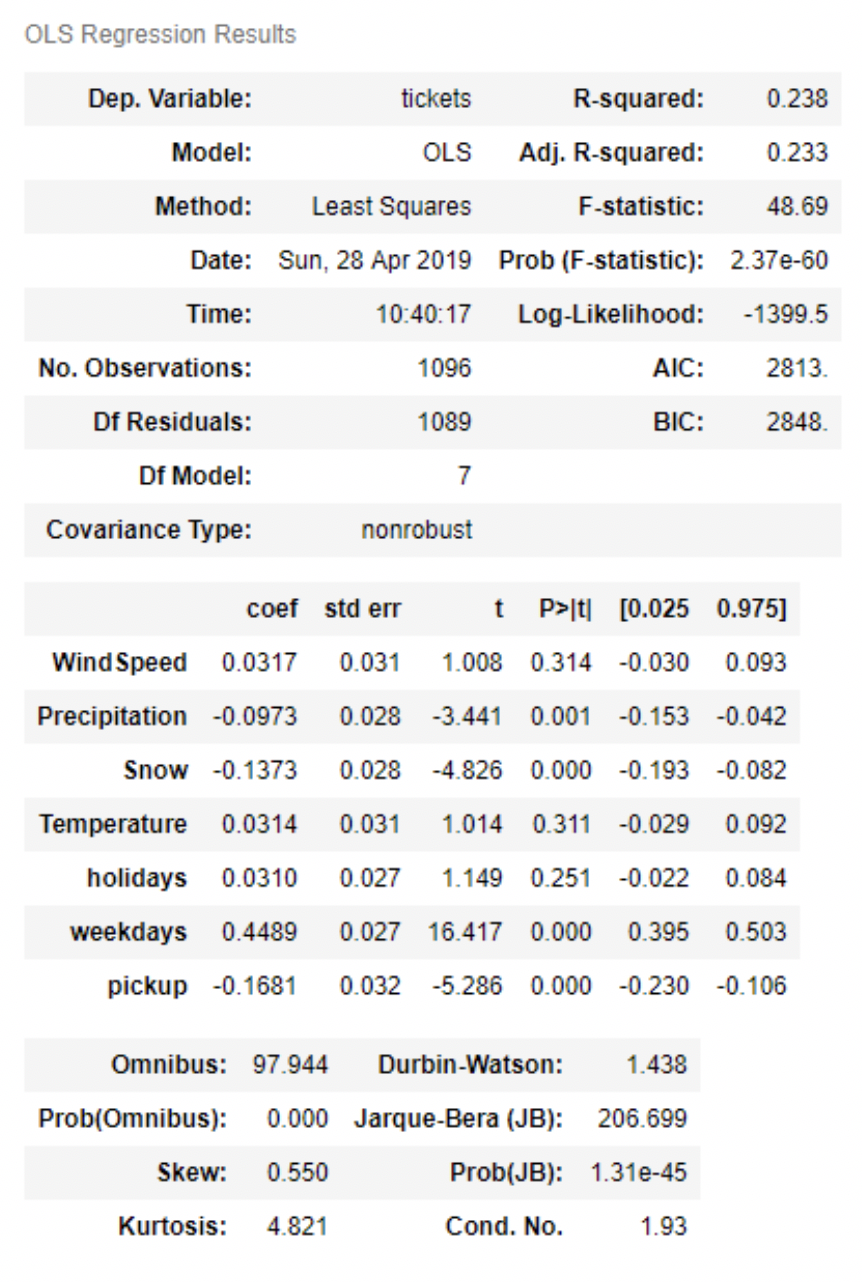 OLS Regression Results
Dep. Variable: tickets R-squared: 0.238
Model: OLS Adj. R-squared: 0.233
Method: Least Squares F-statistic: 48.69
Date: Sun, 28 Apr 2019 Prob (F-statistic): 2.37e-60
Time: 10:40:17 Log-Likelihood: -1399.5
No. Observations: 1096 AIC: 2813.
Df Residuals: 1089 BIC: 2848.
Df Model: 7
Covariance Type: nonrobust
coef std err t P>|t| [0.025 0.975]
WindSpeed 0.0317 0.031 1.008 0.314 -0.030 0.093
Precipitation -0.0973 0.028 -3.441 0.001 -0.153 -0.042
Snow -0.1373 0.028 -4.826 0.000 -0.193 -0.082
Temperature 0.0314 0.031 1.014 0.311 -0.029 0.092
holidays 0.0310 0.027 1.149 0.251 -0.022 0.084
weekdays 0.4489 0.027 16.417 0.000 0.395 0.503
pickup -0.1681 0.032 -5.286 0.000 -0.230 -0.106
Omnibus: 97.944 Durbin-Watson: 1.438
Prob(Omnibus): 0.000 Jarque-Bera (JB): 206.699
Skew: 0.550 Prob(JB): 1.31e-45
Kurtosis: 4.821 Cond. No. 1.93